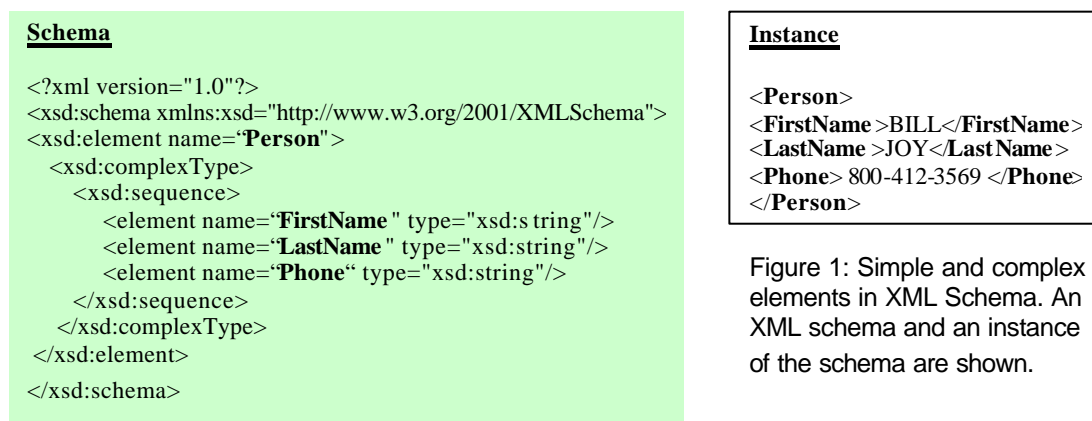 Schema
<?xml version="1.0"?>
<xsd:schema xmlns:xsd="http://www.w3.org/2001/XMLSchema">
<xsd:element name=“Person">
<xsd:complexType>
<xsd:sequence>
<element name=“FirstName " type="xsd:s tring"/>
<element name=“LastName " type="xsd:string"/>
<element name=“Phone“ type="xsd:string"/>
</xsd:sequence>
</xsd:complexType>
</xsd:element>
</xsd:schema>
Instance
<Person>
<FirstName >BILL</FirstName>
<LastName >JOY</Last Name >
<Phone> 800-412-3569 </Phone>
</Person>
Figure 1: Simple and complex
elements in XML Schema. An
XML schema and an instance
of the schema are shown.